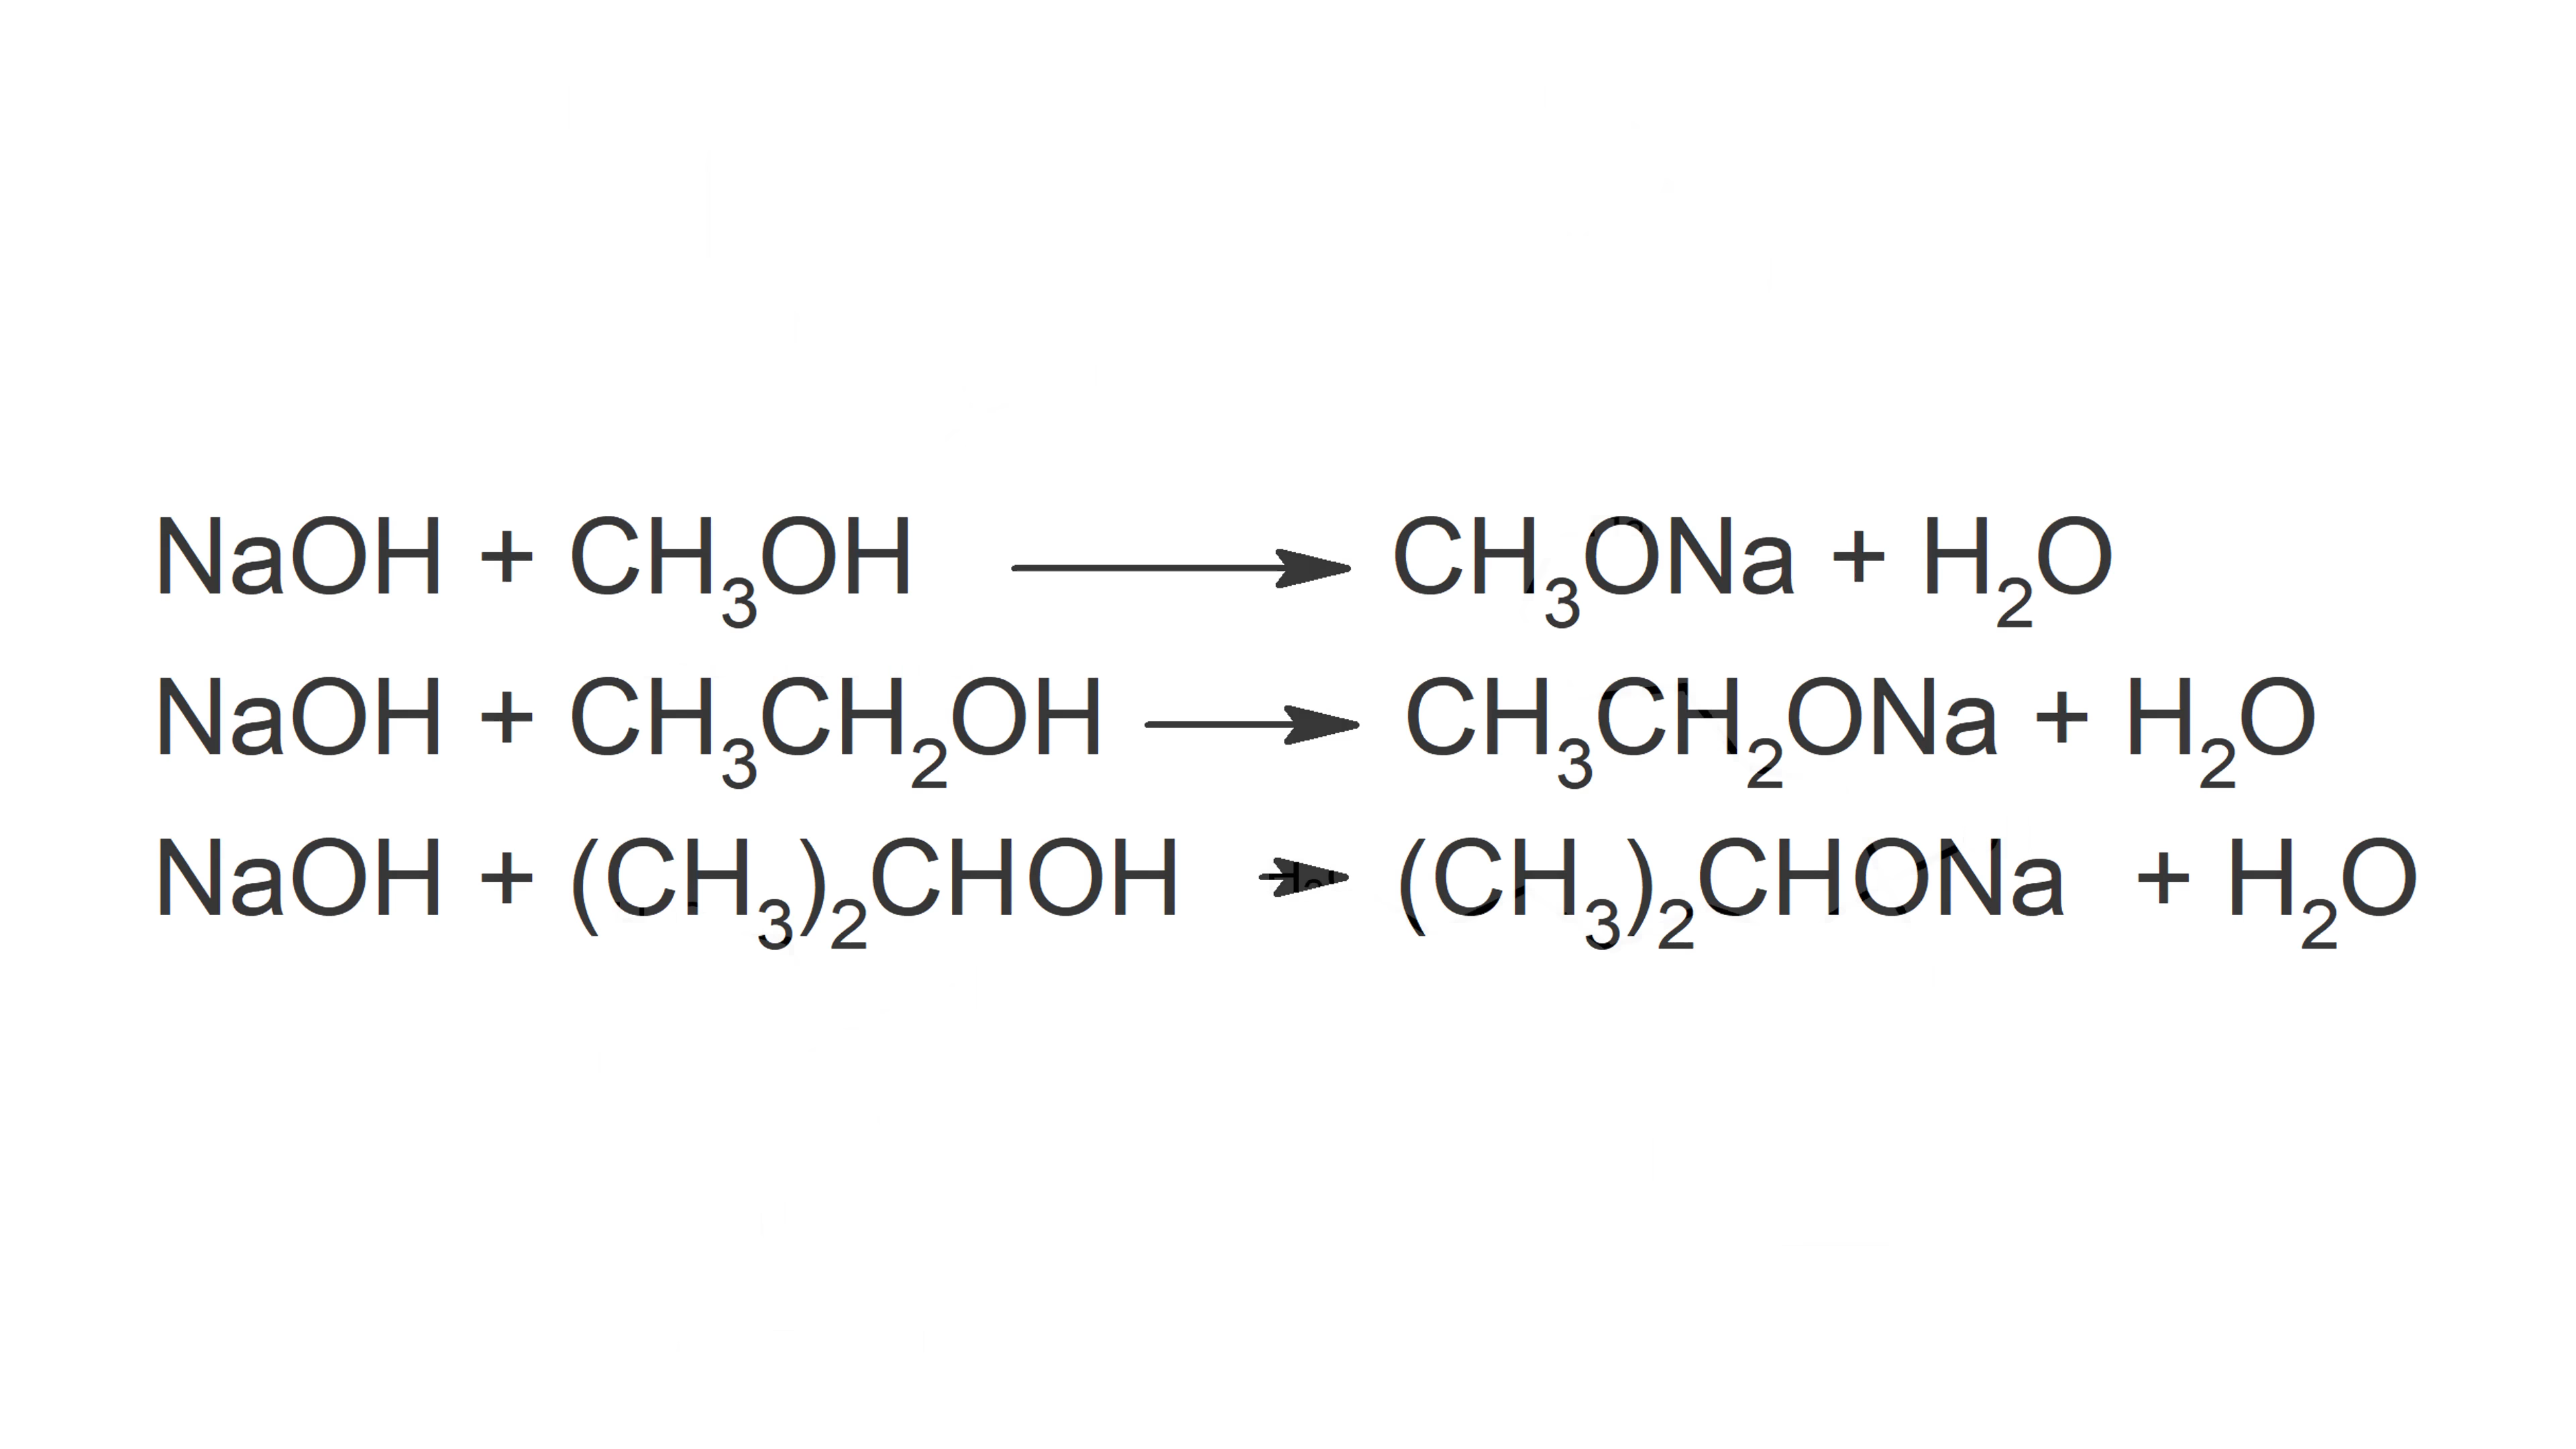 NaOH + CH₃OH ⟶ CH₃ONa + H₂O
NaOH + CH₃CH₂OH ⟶ CH₃CH₂ONa + H₂O
NaOH + (CH₃)₂CHOH ⟶ (CH₃)₂CHONa + H₂O